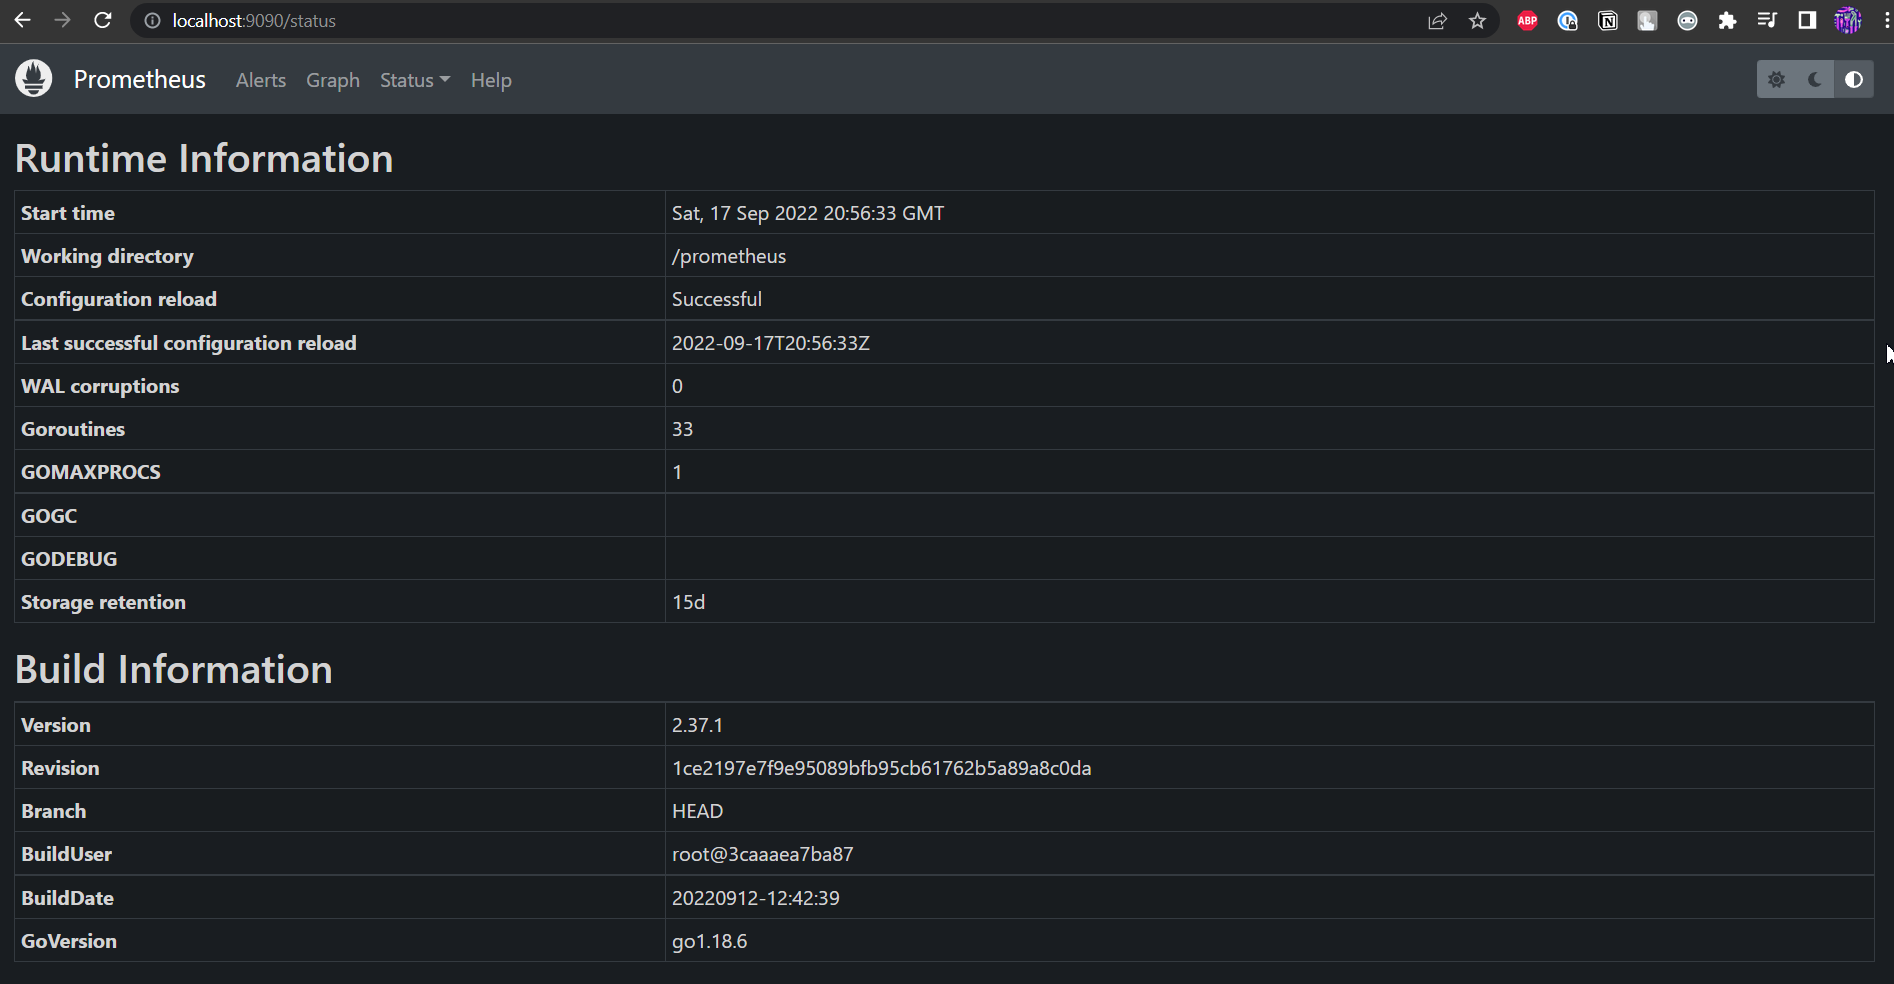 localhost:9090/status
ABP
Prometheus Alerts Graph Status Help
Runtime Information
Start time Sat, 17 Sep 2022 20:56:33 GMT
Working directory /prometheus
Configuration reload Successful
Last successful configuration reload 2022-09-17T20:56:33Z
WAL corruptions 0
Goroutines 33
GOMAXPROCS 1
GOGC
GODEBUG
Storage retention 15d
Build Information
Version 2.37.1
Revision 1ce2197e7f9e95089bfb95cb61762b5a89a8c0da
Branch HEAD
BuildUser root@3caaaea7ba87
BuildDate 20220912-12:42:39
GoVersion go1.18.6